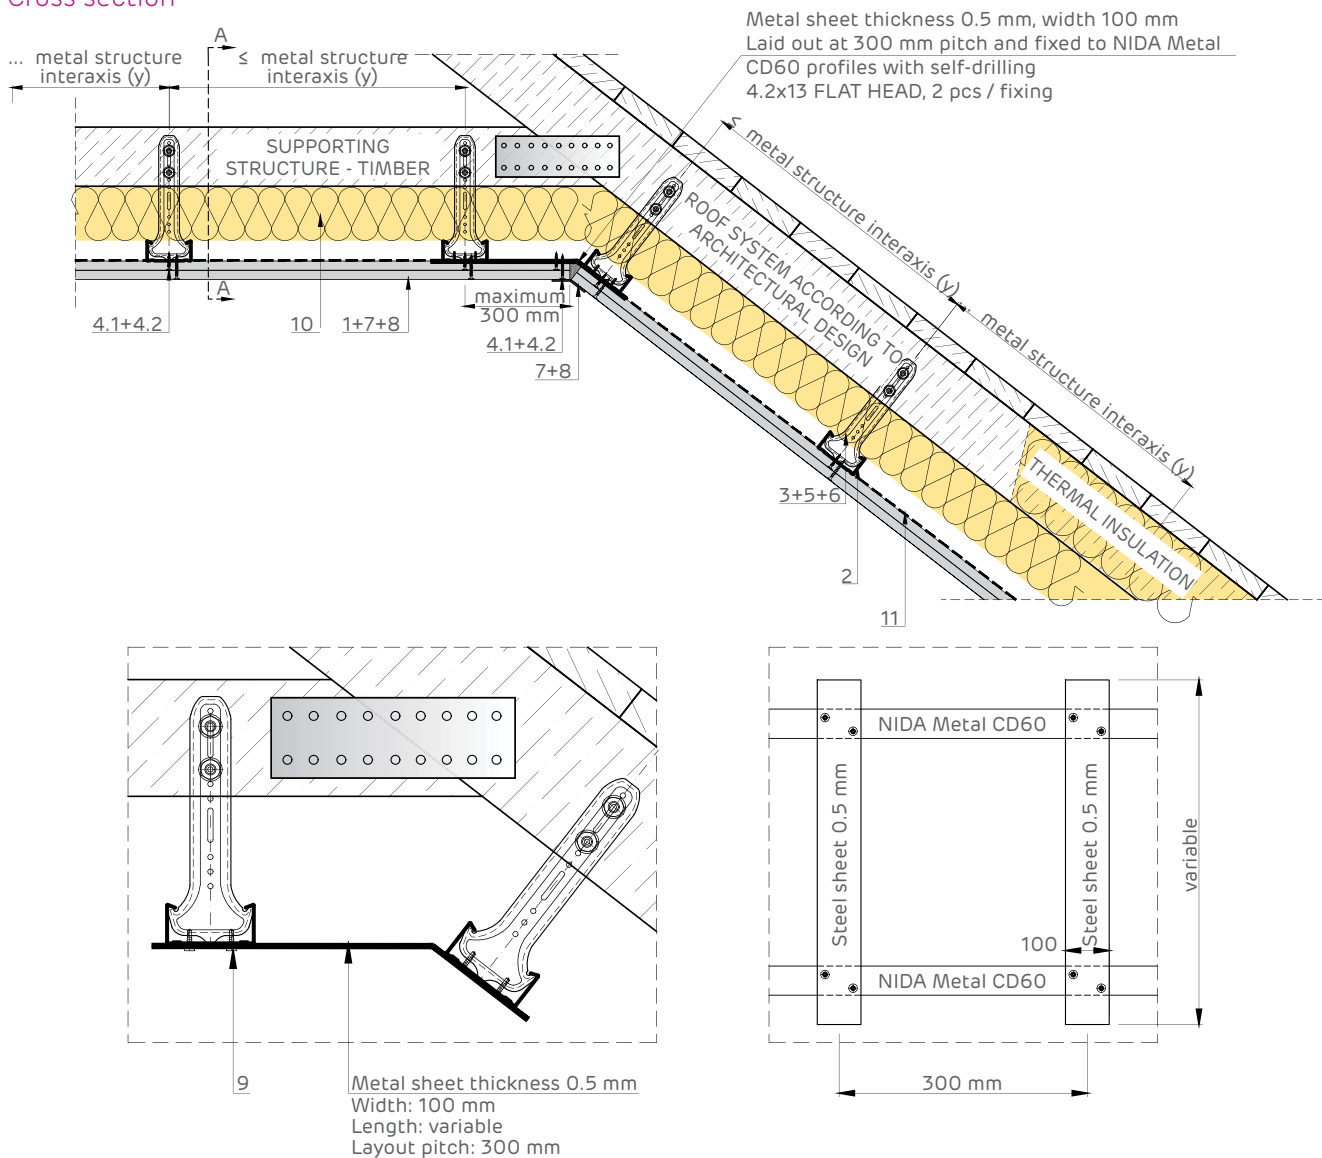 Cross section
Metal sheet thickness 0.5 mm, width 100 mm
Laid out at 300 mm pitch and fixed to NIDA Metal
CD60 profiles with self-drilling
4.2x13 FLAT HEAD, 2 pcs / fixing
... metal structure
interaxis (y)
A
≤ metal structure
interaxis (y)
SUPPORTING
STRUCTURE - TIMBER
≤ metal structure interaxis (y)
... metal structure interaxis (y)
ROOF SYSTEM ACCORDING TO
ARCHITECTURAL DESIGN
THERMAL INSULATION
A
4.1+4.2
10
1+7+8
maximum
300 mm
4.1+4.2
7+8
3+5+6
2
11
9
Metal sheet thickness 0.5 mm
Width: 100 mm
Length: variable
Layout pitch: 300 mm
NIDA Metal CD60
Steel sheet 0.5 mm
Steel sheet 0.5 mm
variable
100
NIDA Metal CD60
300 mm